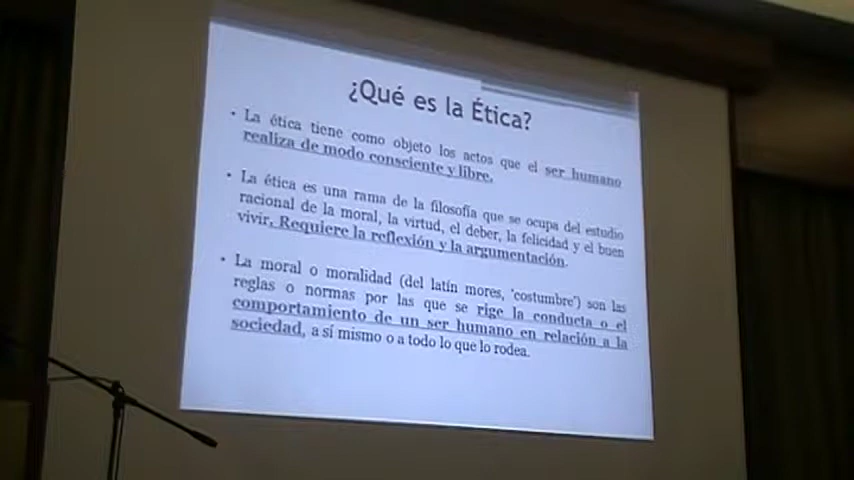 ¿Qué es la Ética?
• La ética tiene como objeto los actos que el ser humano
realiza de modo consciente y libre.
• La ética es una rama de la filosofía que se ocupa del estudio
racional de la moral, la virtud, el deber, la felicidad y el buen
vivir. Requiere la reflexión y la argumentación.
• La moral o moralidad (del latín mores, 'costumbre') son las
reglas o normas por las que se rige la conducta o el
comportamiento de un ser humano en relación a la
sociedad, a sí mismo o a todo lo que lo rodea.